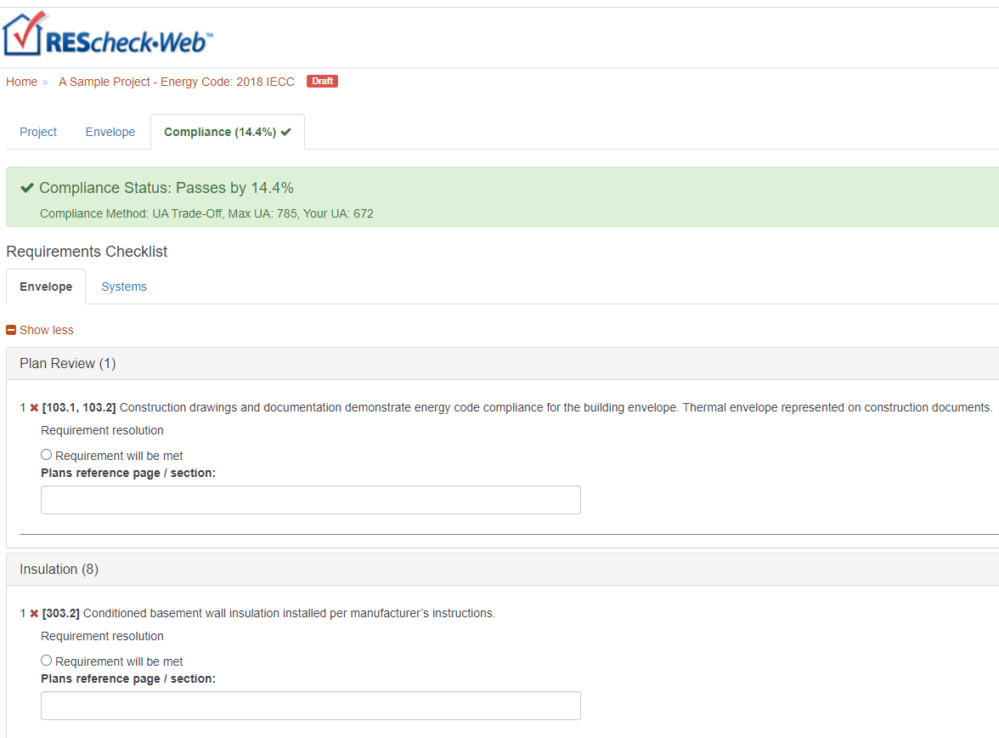 REScheck•Web™
Home » A Sample Project - Energy Code: 2018 IECC Draft
Project Envelope Compliance (14.4%) ✔
✔ Compliance Status: Passes by 14.4%
Compliance Method: UA Trade-Off, Max UA: 785, Your UA: 672
Requirements Checklist
Envelope Systems
Show less
Plan Review (1)
1 ✖ [103.1, 103.2] Construction drawings and documentation demonstrate energy code compliance for the building envelope. Thermal envelope represented on construction documents.
Requirement resolution
Requirement will be met
Plans reference page / section:
Insulation (8)
1 ✖ [303.2] Conditioned basement wall insulation installed per manufacturer’s instructions.
Requirement resolution
Requirement will be met
Plans reference page / section: